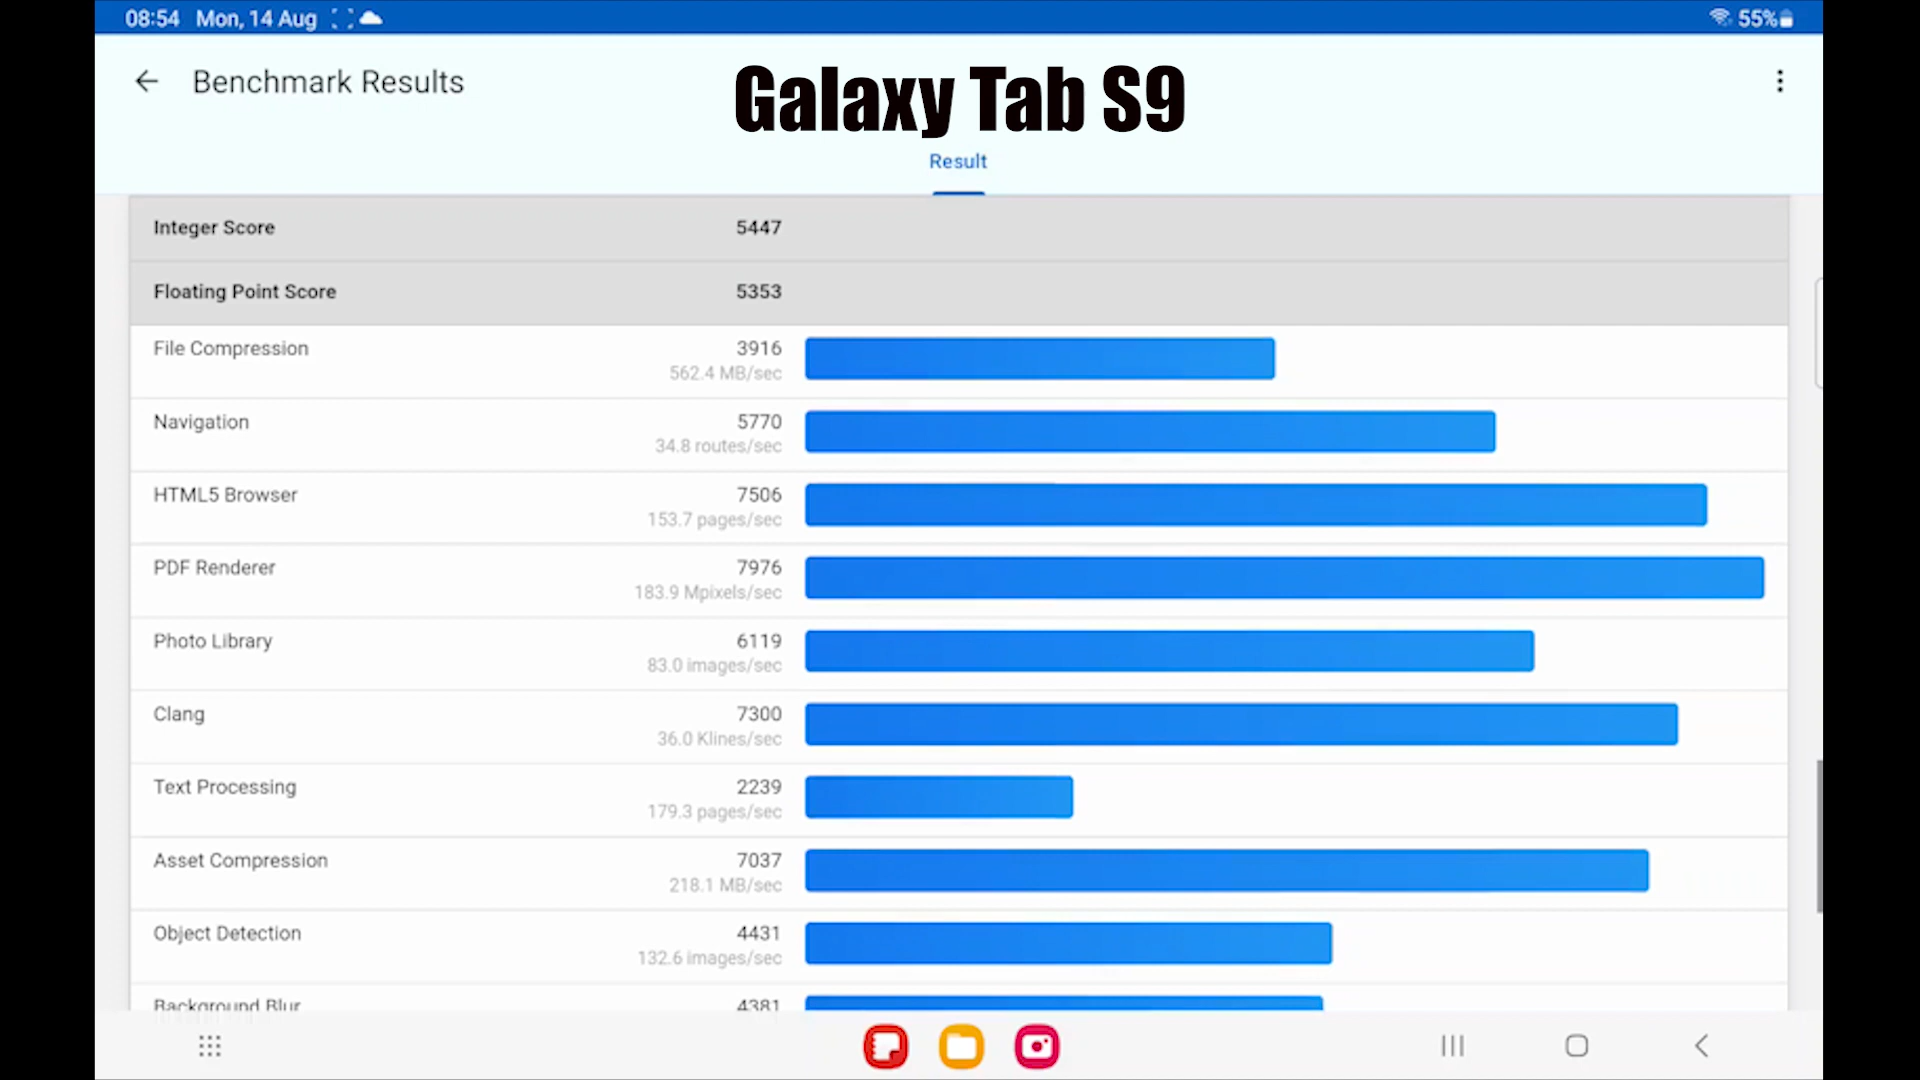 08:54 Mon, 14 Aug 55%
Benchmark Results
Galaxy Tab S9
Result
Integer Score 5447
Floating Point Score 5353
File Compression 3916
562.4 MB/sec
Navigation 5770
34.8 routes/sec
HTML5 Browser 7506
153.7 pages/sec
PDF Renderer 7976
183.9 Mpixels/sec
Photo Library 6119
83.0 images/sec
Clang 7300
36.0 Klines/sec
Text Processing 2239
179.3 pages/sec
Asset Compression 7037
218.1 MB/sec
Object Detection 4431
132.6 images/sec
Background Blur 4381